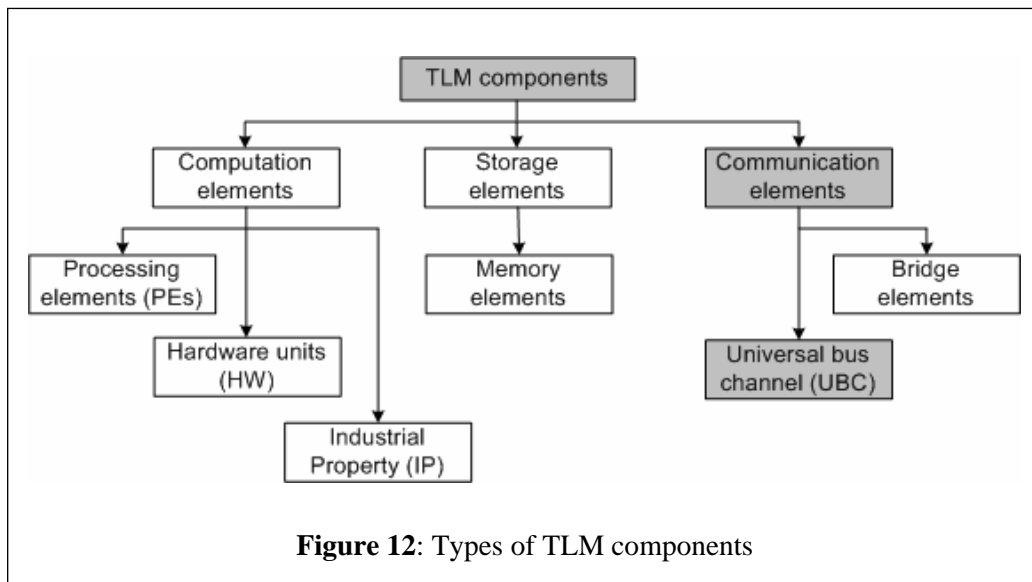 TLM components
Computation
elements
Storage
elements
Communication
elements
Processing
elements (PEs)
Memory
elements
Bridge
elements
Hardware units
(HW)
Universal bus
channel (UBC)
Industrial
Property (IP)
Figure 12: Types of TLM components